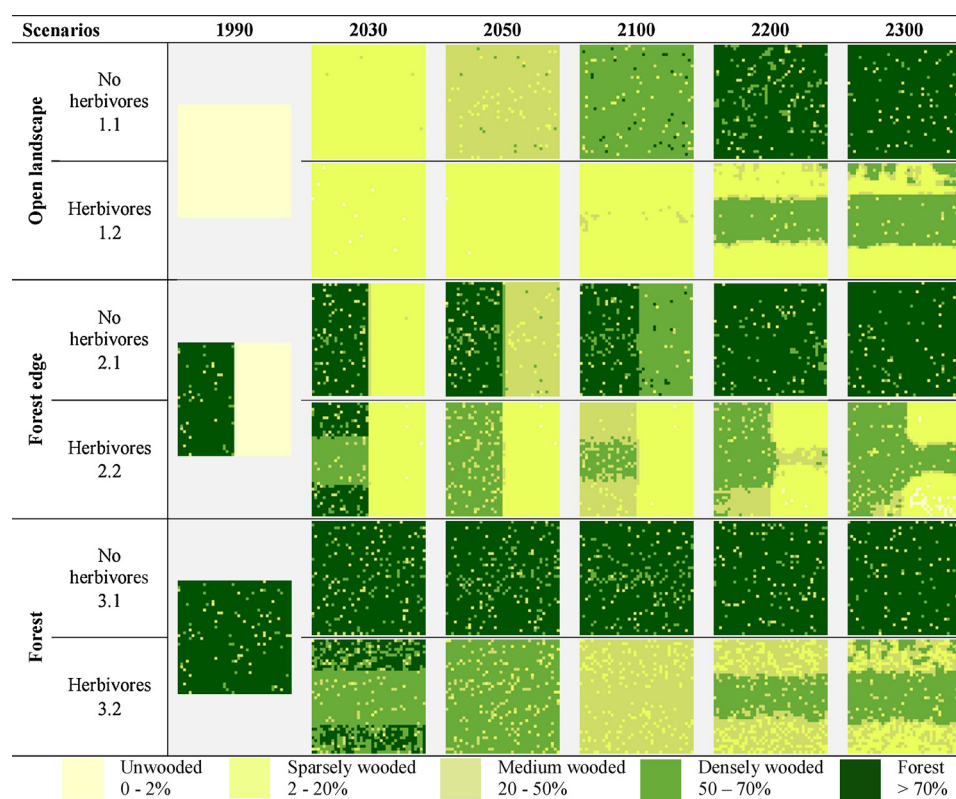 Scenarios 1990 2030 2050 2100 2200 2300
Open landscape
No
herbivores
1.1
Herbivores
1.2
Forest edge
No
herbivores
2.1
Herbivores
2.2
Forest
No
herbivores
3.1
Herbivores
3.2
Unwooded Sparsely wooded Medium wooded Densely wooded Forest
0 - 2% 2 - 20% 20 - 50% 50 – 70% > 70%